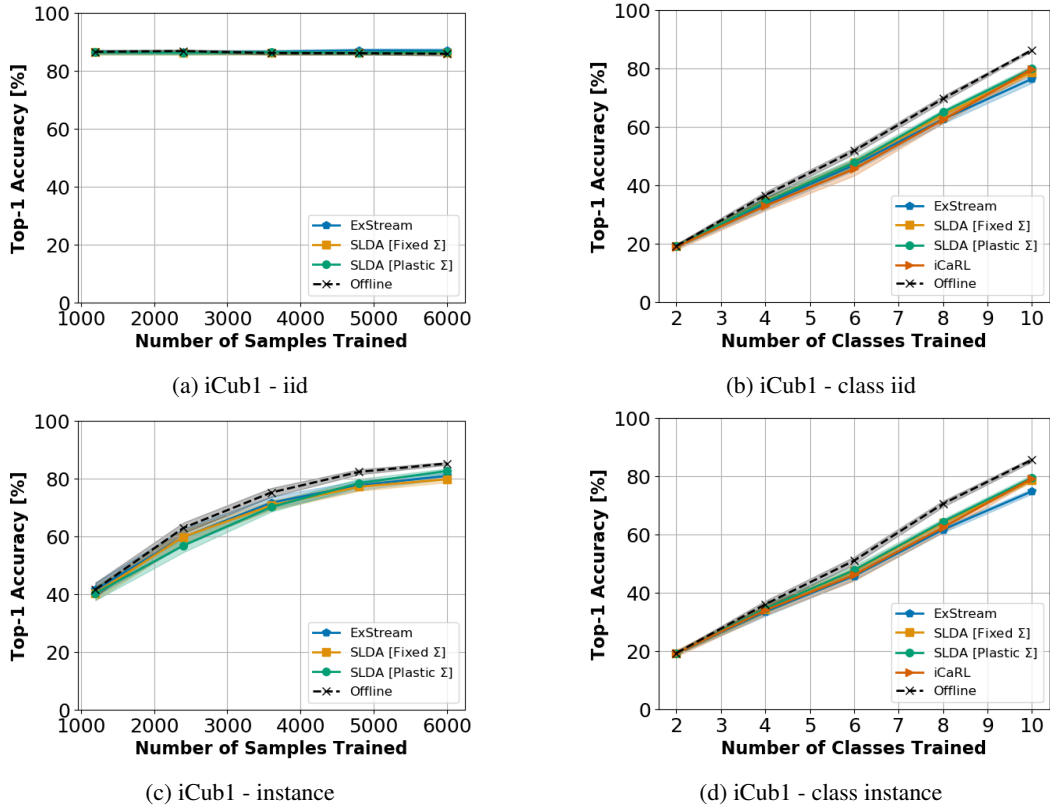 100
80
60
40
20
0
Top-1 Accuracy [%]
ExStream
SLDA [Fixed Σ]
SLDA [Plastic Σ]
Offline
1000 2000 3000 4000 5000 6000
Number of Samples Trained
(a) iCub1 - iid
100
80
60
40
20
0
Top-1 Accuracy [%]
ExStream
SLDA [Fixed Σ]
SLDA [Plastic Σ]
iCaRL
Offline
2 3 4 5 6 7 8 9 10
Number of Classes Trained
(b) iCub1 - class iid
100
80
60
40
20
0
Top-1 Accuracy [%]
ExStream
SLDA [Fixed Σ]
SLDA [Plastic Σ]
Offline
1000 2000 3000 4000 5000 6000
Number of Samples Trained
(c) iCub1 - instance
100
80
60
40
20
0
Top-1 Accuracy [%]
ExStream
SLDA [Fixed Σ]
SLDA [Plastic Σ]
iCaRL
Offline
2 3 4 5 6 7 8 9 10
Number of Classes Trained
(d) iCub1 - class instance